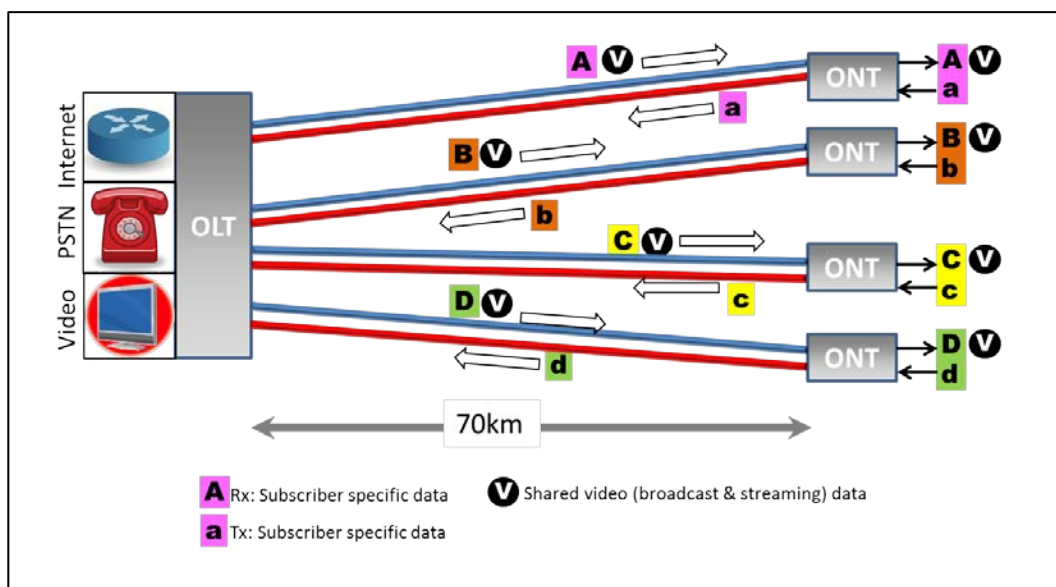 A V
ONT
A V
a
a
Internet
B V
ONT
B V
b
PSTN
OLT
b
C V
ONT
C V
c
c
Video
D V
ONT
D V
d
d
70km
A Rx: Subscriber specific data
V Shared video (broadcast & streaming) data
a Tx: Subscriber specific data